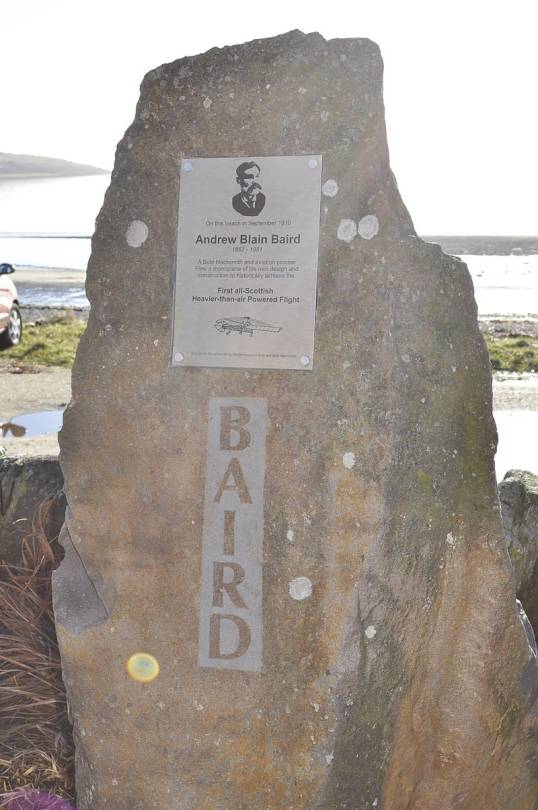 On this beach in September 1910
Andrew Blain Baird
1862 - 1951
A Bute blacksmith and aviation pioneer
Flew a monoplane of his own design and
construction to historically achieve the
First all-Scottish
Heavier-than-air Powered Flight
BAIRD